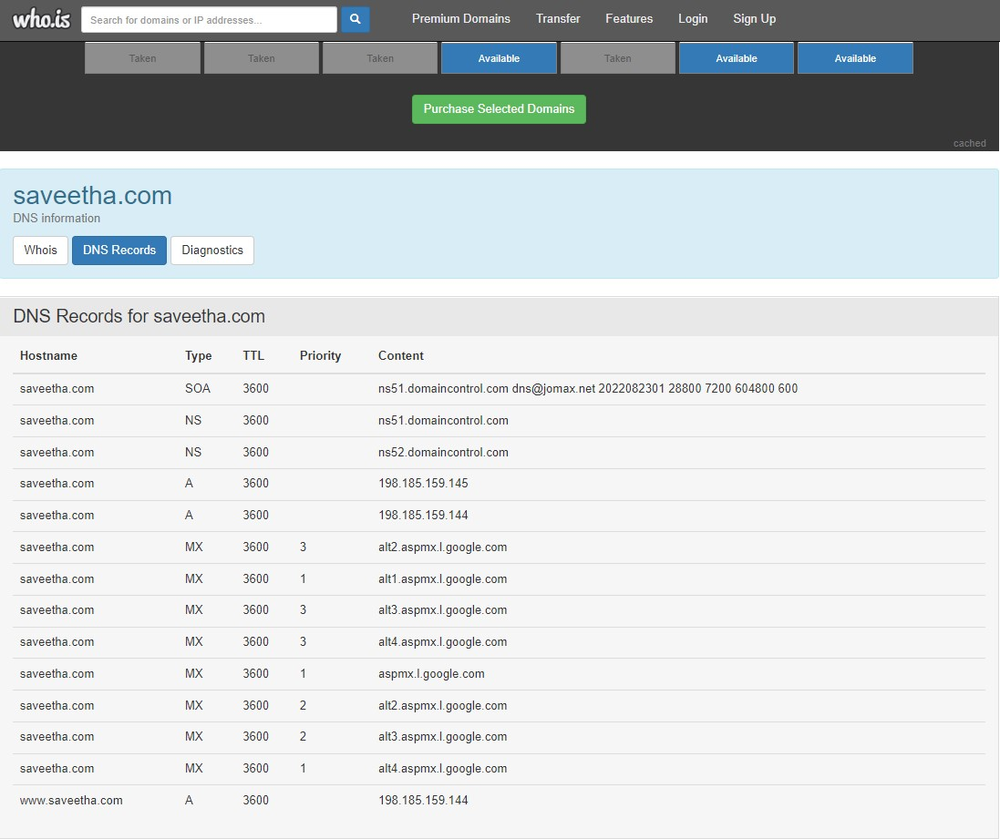 who.is Search for domains or IP addresses... Premium Domains Transfer Features Login Sign Up
Taken Taken Taken Available Taken Available Available
Purchase Selected Domains
cached
saveetha.com
DNS information
Whois DNS Records Diagnostics
DNS Records for saveetha.com
Hostname Type TTL Priority Content
saveetha.com SOA 3600 ns51.domaincontrol.com dns@jomax.net 2022082301 28800 7200 604800 600
saveetha.com NS 3600 ns51.domaincontrol.com
saveetha.com NS 3600 ns52.domaincontrol.com
saveetha.com A 3600 198.185.159.145
saveetha.com A 3600 198.185.159.144
saveetha.com MX 3600 3 alt2.aspmx.l.google.com
saveetha.com MX 3600 1 alt1.aspmx.l.google.com
saveetha.com MX 3600 3 alt3.aspmx.l.google.com
saveetha.com MX 3600 3 alt4.aspmx.l.google.com
saveetha.com MX 3600 1 aspmx.l.google.com
saveetha.com MX 3600 2 alt2.aspmx.l.google.com
saveetha.com MX 3600 2 alt3.aspmx.l.google.com
saveetha.com MX 3600 1 alt4.aspmx.l.google.com
www.saveetha.com A 3600 198.185.159.144